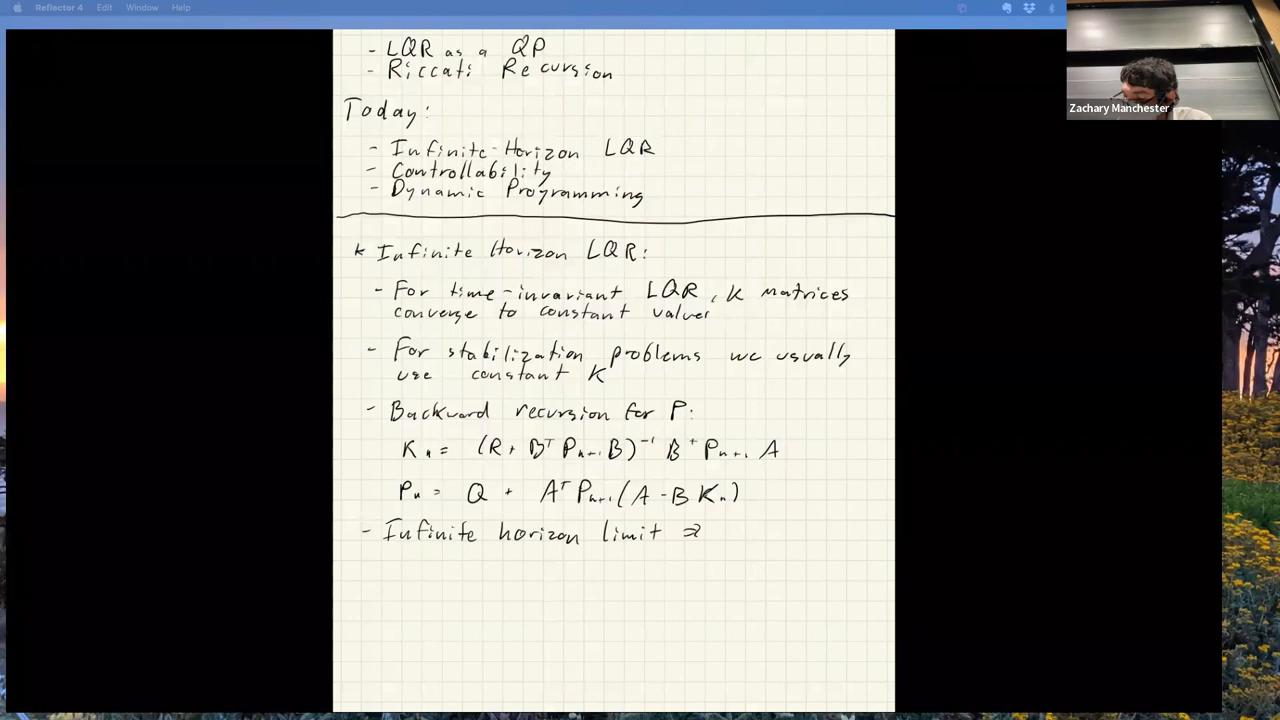 Reflector 4 Edit Window Help
Zachary Manchester
- LQR as a QP
- Riccati Recursion
Today:
- Infinite-Horizon LQR
- Controllability
- Dynamic Programming
* Infinite Horizon LQR:
- For time-invariant LQR, K matrices
converge to constant values
- For stabilization problems we usually
use constant K
- Backward recursion for P:
Kₙ = (R + Bᵀ Pₙ₊₁ B)⁻¹ Bᵀ Pₙ₊₁ A
Pₙ = Q + Aᵀ Pₙ₊₁ (A - B Kₙ)
- Infinite horizon limit ⇒